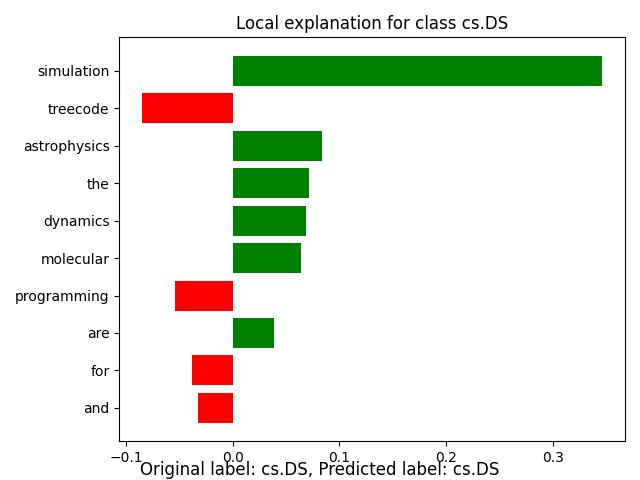 Local explanation for class cs.DS
simulation
treecode
astrophysics
the
dynamics
molecular
programming
are
for
and
−0.1 0.0 0.1 0.2 0.3
Original label: cs.DS, Predicted label: cs.DS